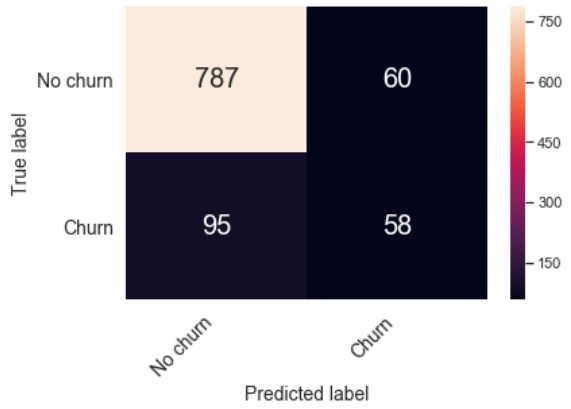 No churn
Churn
True label
787
60
95
58
No churn
Churn
Predicted label
750
600
450
300
150